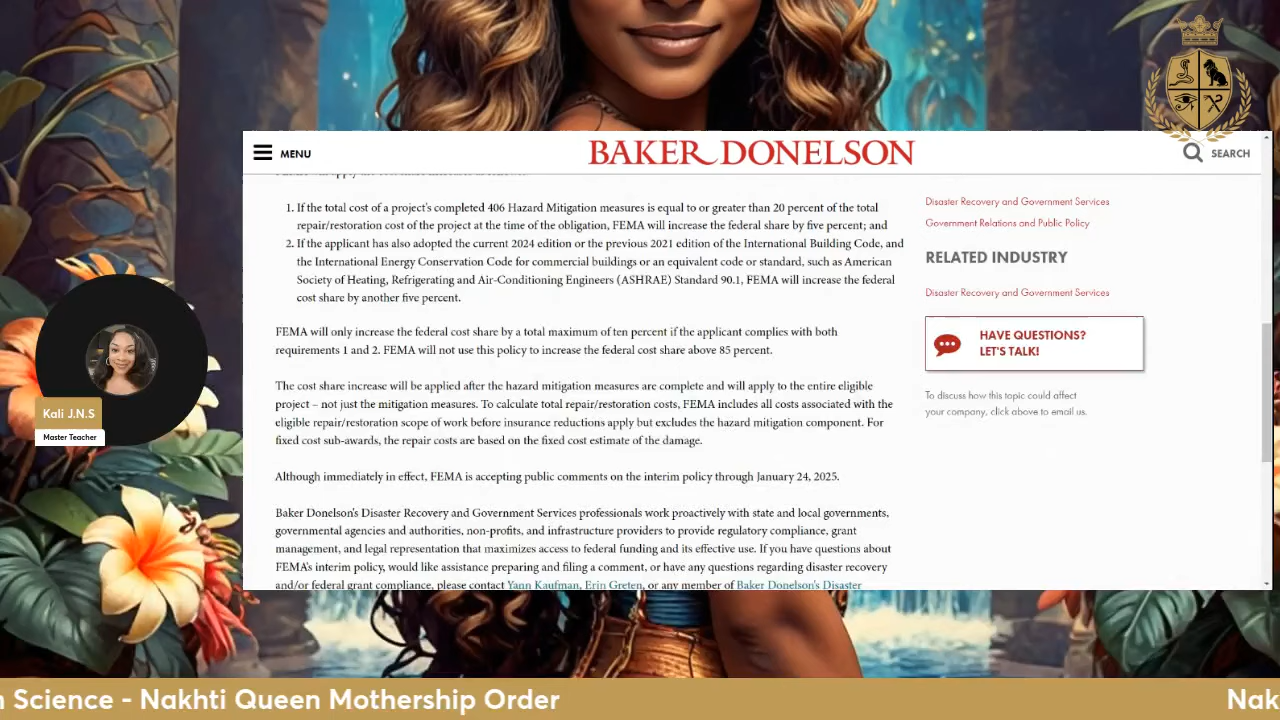 MENU
BAKER DONELSON
SEARCH
1. If the total cost of a project's completed 406 Hazard Mitigation measures is equal to or greater than 20 percent of the total
repair/restoration cost of the project at the time of the obligation, FEMA will increase the federal share by five percent; and
2. If the applicant has also adopted the current 2024 edition or the previous 2021 edition of the International Building Code, and
the International Energy Conservation Code for commercial buildings or an equivalent code or standard, such as American
Society of Heating, Refrigerating and Air-Conditioning Engineers (ASHRAE) Standard 90.1, FEMA will increase the federal
cost share by another five percent.
FEMA will only increase the federal cost share by a total maximum of ten percent if the applicant complies with both
requirements 1 and 2. FEMA will not use this policy to increase the federal cost share above 85 percent.
The cost share increase will be applied after the hazard mitigation measures are complete and will apply to the entire eligible
project – not just the mitigation measures. To calculate total repair/restoration costs, FEMA includes all costs associated with the
eligible repair/restoration scope of work before insurance reductions apply but excludes the hazard mitigation component. For
fixed cost sub-awards, the repair costs are based on the fixed cost estimate of the damage.
Although immediately in effect, FEMA is accepting public comments on the interim policy through January 24, 2025.
Baker Donelson's Disaster Recovery and Government Services professionals work proactively with state and local governments,
governmental agencies and authorities, non-profits, and infrastructure providers to provide regulatory compliance, grant
management, and legal representation that maximizes access to federal funding and its effective use. If you have questions about
FEMA's interim policy, would like assistance preparing and filing a comment, or have any questions regarding disaster recovery
and/or federal grant compliance, please contact Yann Kaufman, Erin Greten, or any member of Baker Donelson's Disaster
Disaster Recovery and Government Services
Government Relations and Public Policy
RELATED INDUSTRY
Disaster Recovery and Government Services
HAVE QUESTIONS?
LET'S TALK!
To discuss how this topic could affect
your company, click above to email us.
Kali J.N.S
Master Teacher
Science - Nakhti Queen Mothership Order
Nak